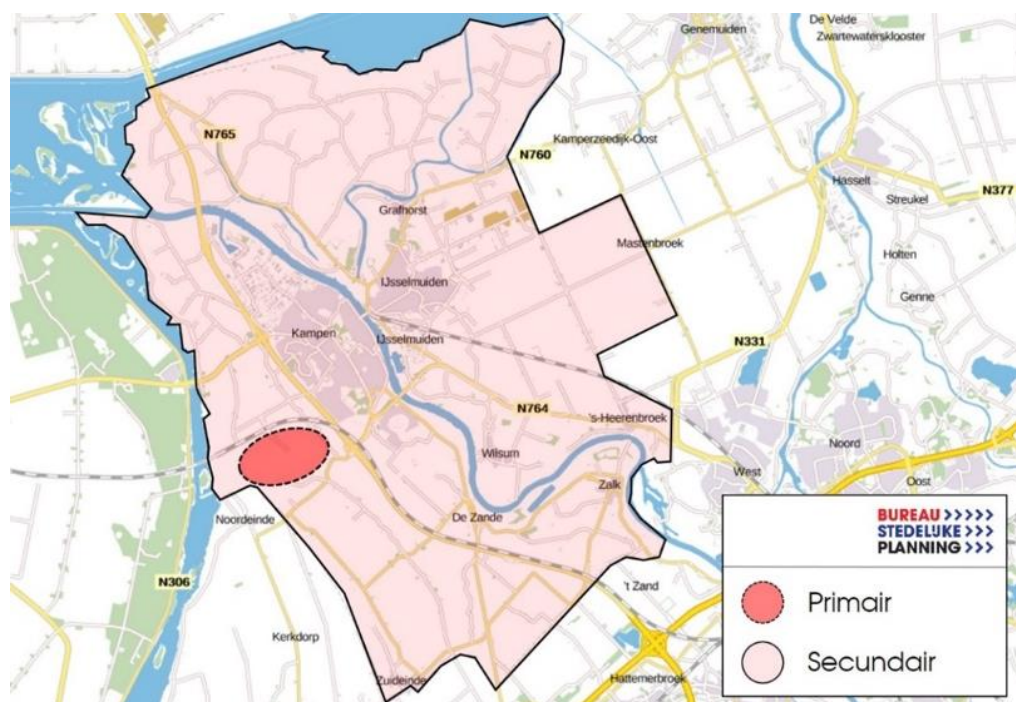 De Velde
Zwartewatersklooster
Genemuiden
N765
Kamperzeedijk-Oost
N760
Hasselt
N377
Streukel
Grafhorst
Mastenbroek
Holten
IJsselmuiden
Genne
Kampen
IJsselmuiden
N331
N764
's-Heerenbroek
Noord
Wilsum
West
Oost
Zalk
Noordeinde
De Zande
N306
't Zand
Kerkdorp
Zuideinde
Hattemerbroek
BUREAU >>>>>
STEDELIJKE >>>
PLANNING >>>
Primair
Secundair